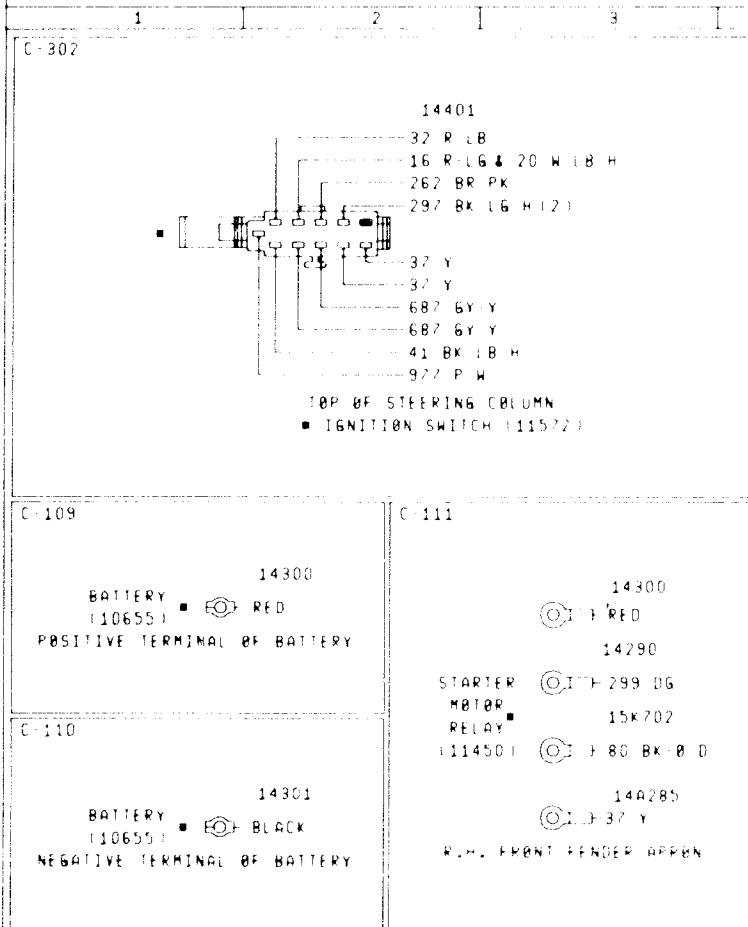 1 2 3
C-302
14401
32 R-LB
16 R-LG & 20 W-LB H
262 BR-PK
297 BK-LG H (2)
37 Y
37 Y
687 GY-Y
687 GY-Y
41 BK-LB H
977 P-W
TOP OF STEERING COLUMN
IGNITION SWITCH (11572)
C-109
14300
BATTERY
(10655)
RED
POSITIVE TERMINAL OF BATTERY
C-110
14301
BATTERY
(10655)
BLACK
NEGATIVE TERMINAL OF BATTERY
C-111
14300
RED
14290
STARTER
MOTOR
RELAY
(11450)
299 DG
15K702
80 BK-O D
14A285
37 Y
R.H. FRONT FENDER APRON